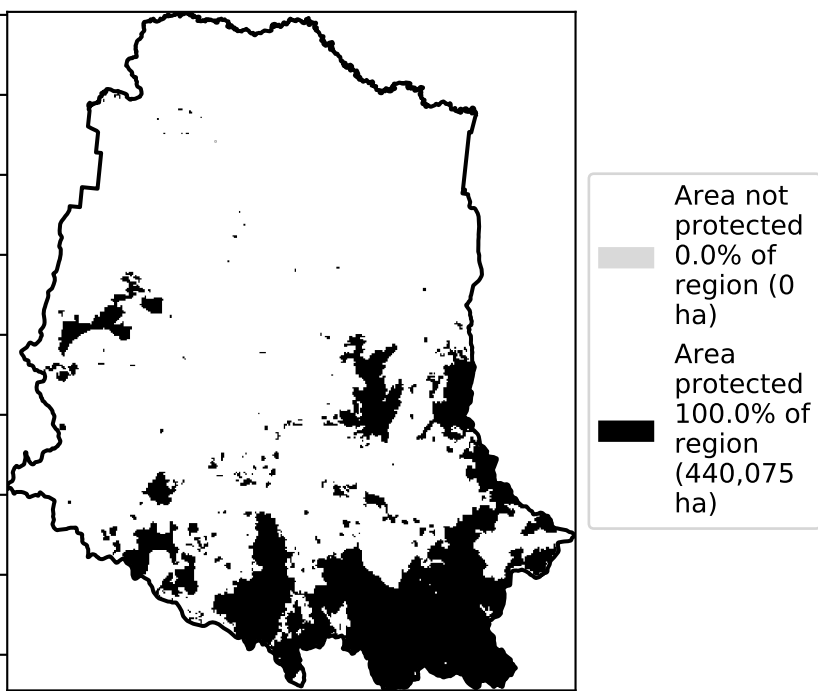 Area not
protected
0.0% of
region (0
ha)
Area
protected
100.0% of
region
(440,075
ha)